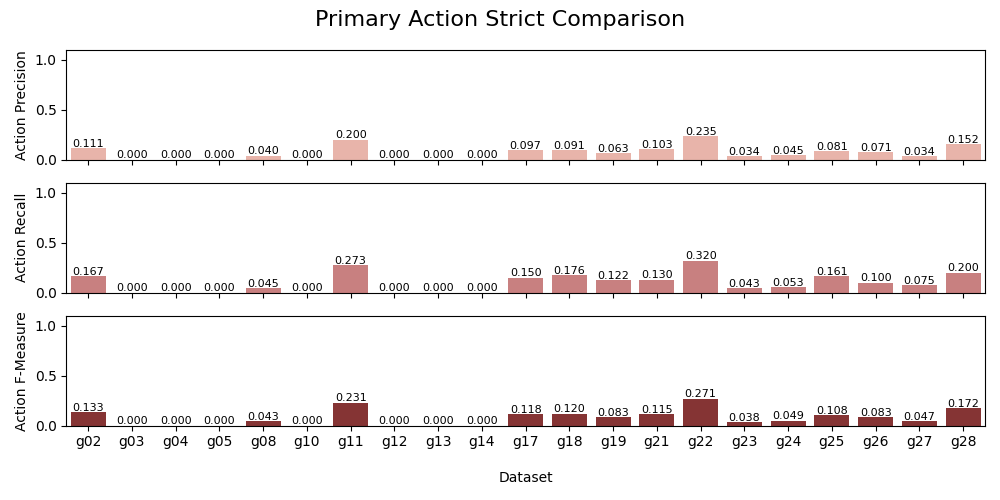 Primary Action Strict Comparison
Action Precision
1.0
0.5
0.0
0.111 0.000 0.000 0.000 0.040 0.000 0.200 0.000 0.000 0.000 0.097 0.091 0.063 0.103 0.235 0.034 0.045 0.081 0.071 0.034 0.152
Action Recall
1.0
0.5
0.0
0.167 0.000 0.000 0.000 0.045 0.000 0.273 0.000 0.000 0.000 0.150 0.176 0.122 0.130 0.320 0.043 0.053 0.161 0.100 0.075 0.200
Action F-Measure
1.0
0.5
0.0
0.133 0.000 0.000 0.000 0.043 0.000 0.231 0.000 0.000 0.000 0.118 0.120 0.083 0.115 0.271 0.038 0.049 0.108 0.083 0.047 0.172
g02 g03 g04 g05 g08 g10 g11 g12 g13 g14 g17 g18 g19 g21 g22 g23 g24 g25 g26 g27 g28
Dataset